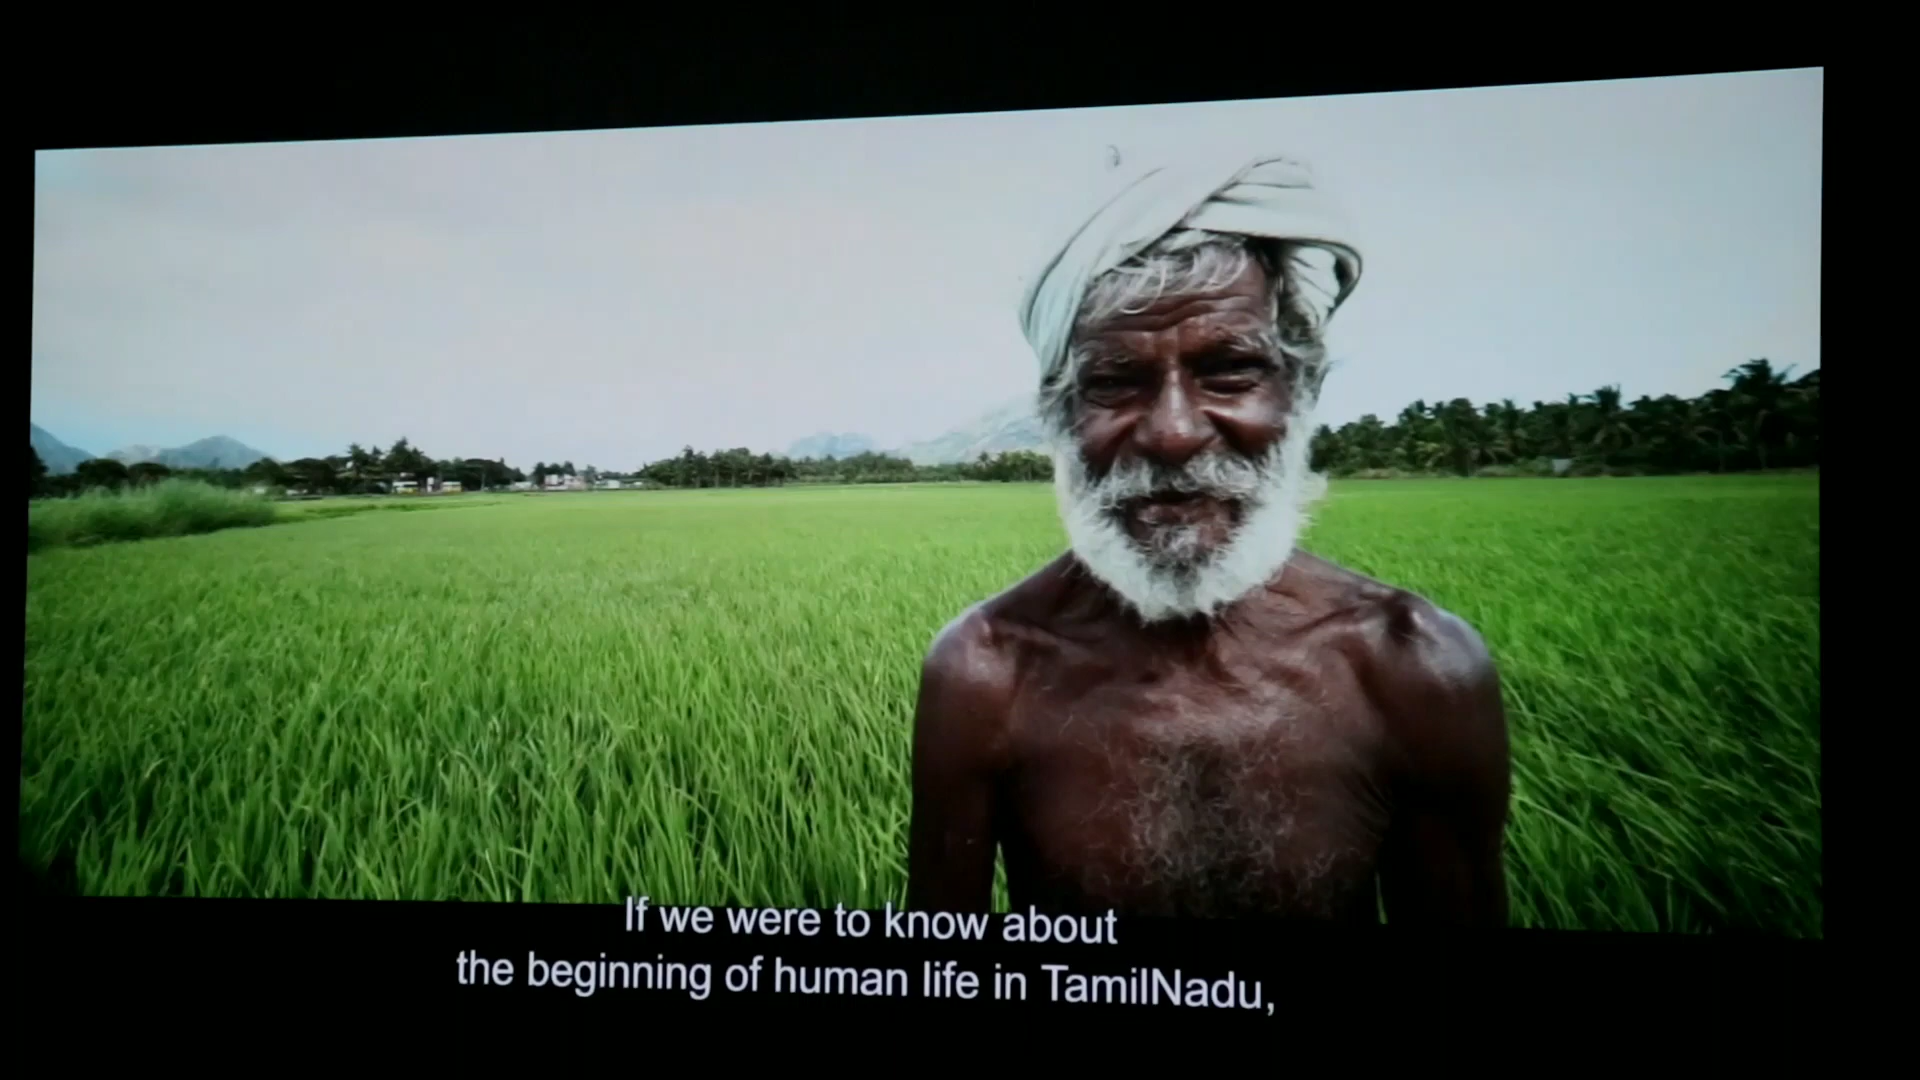 If we were to know about
the beginning of human life in TamilNadu,